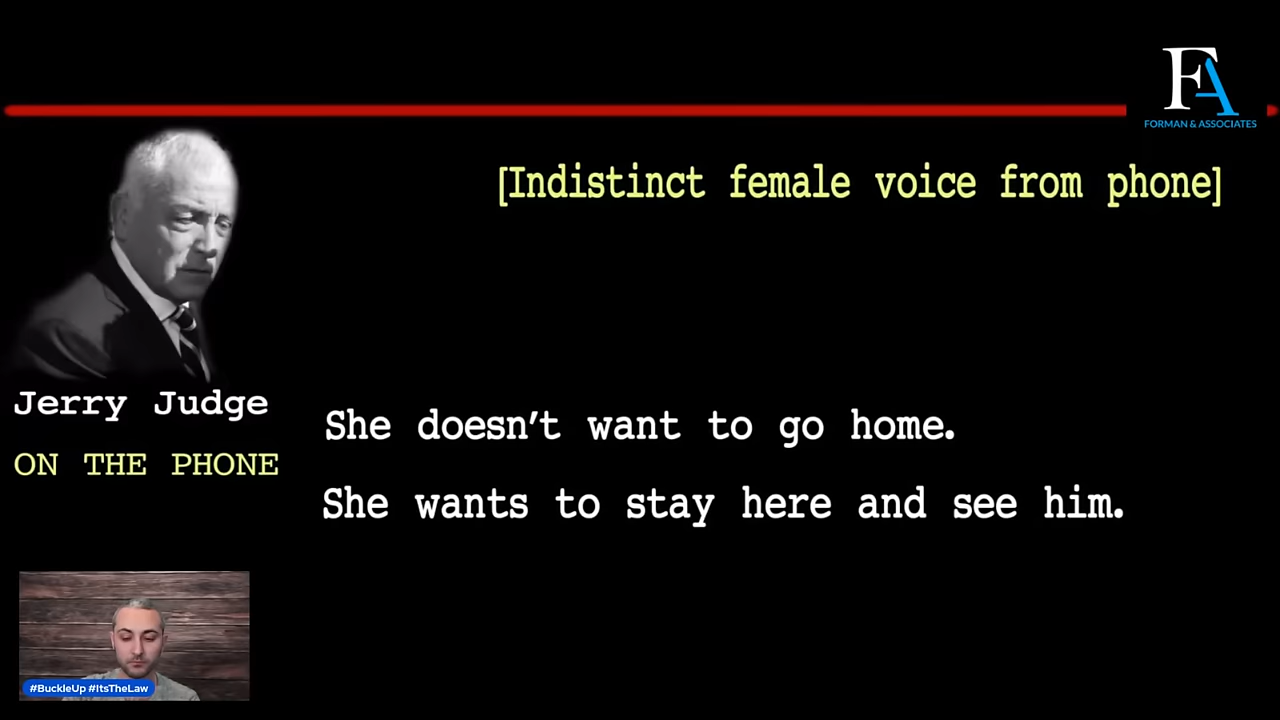 FA
FORMAN & ASSOCIATES
[Indistinct female voice from phone]
Jerry Judge
ON THE PHONE
She doesn't want to go home.
She wants to stay here and see him.
#BuckleUp #ItsTheLaw